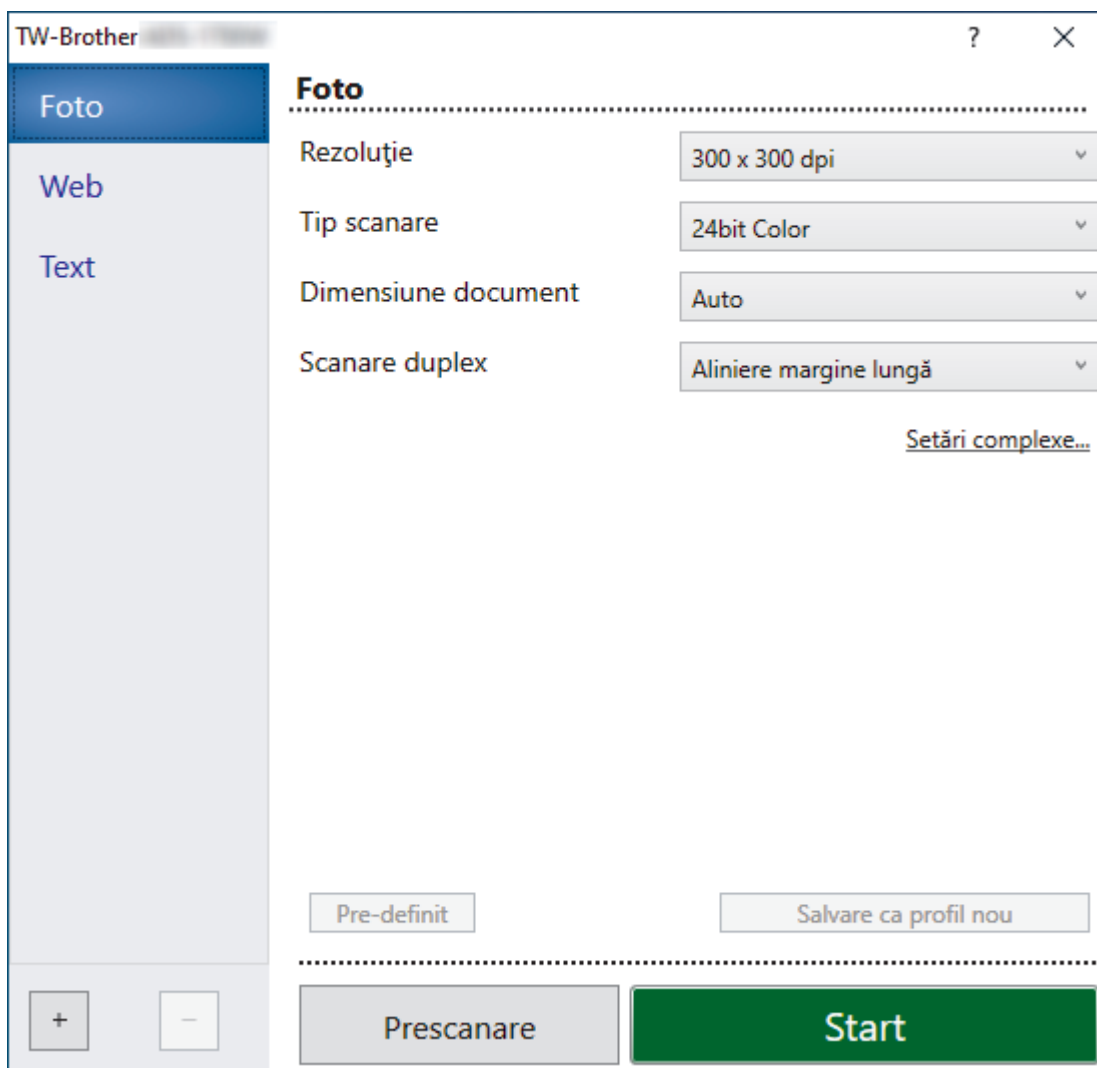 TW-Brother
?
Foto
Web
Text
Foto
Rezoluţie
300 x 300 dpi
Tip scanare
24bit Color
Dimensiune document
Auto
Scanare duplex
Aliniere margine lungă
Setări complexe...
Pre-definit
Salvare ca profil nou
+
−
Prescanare
Start